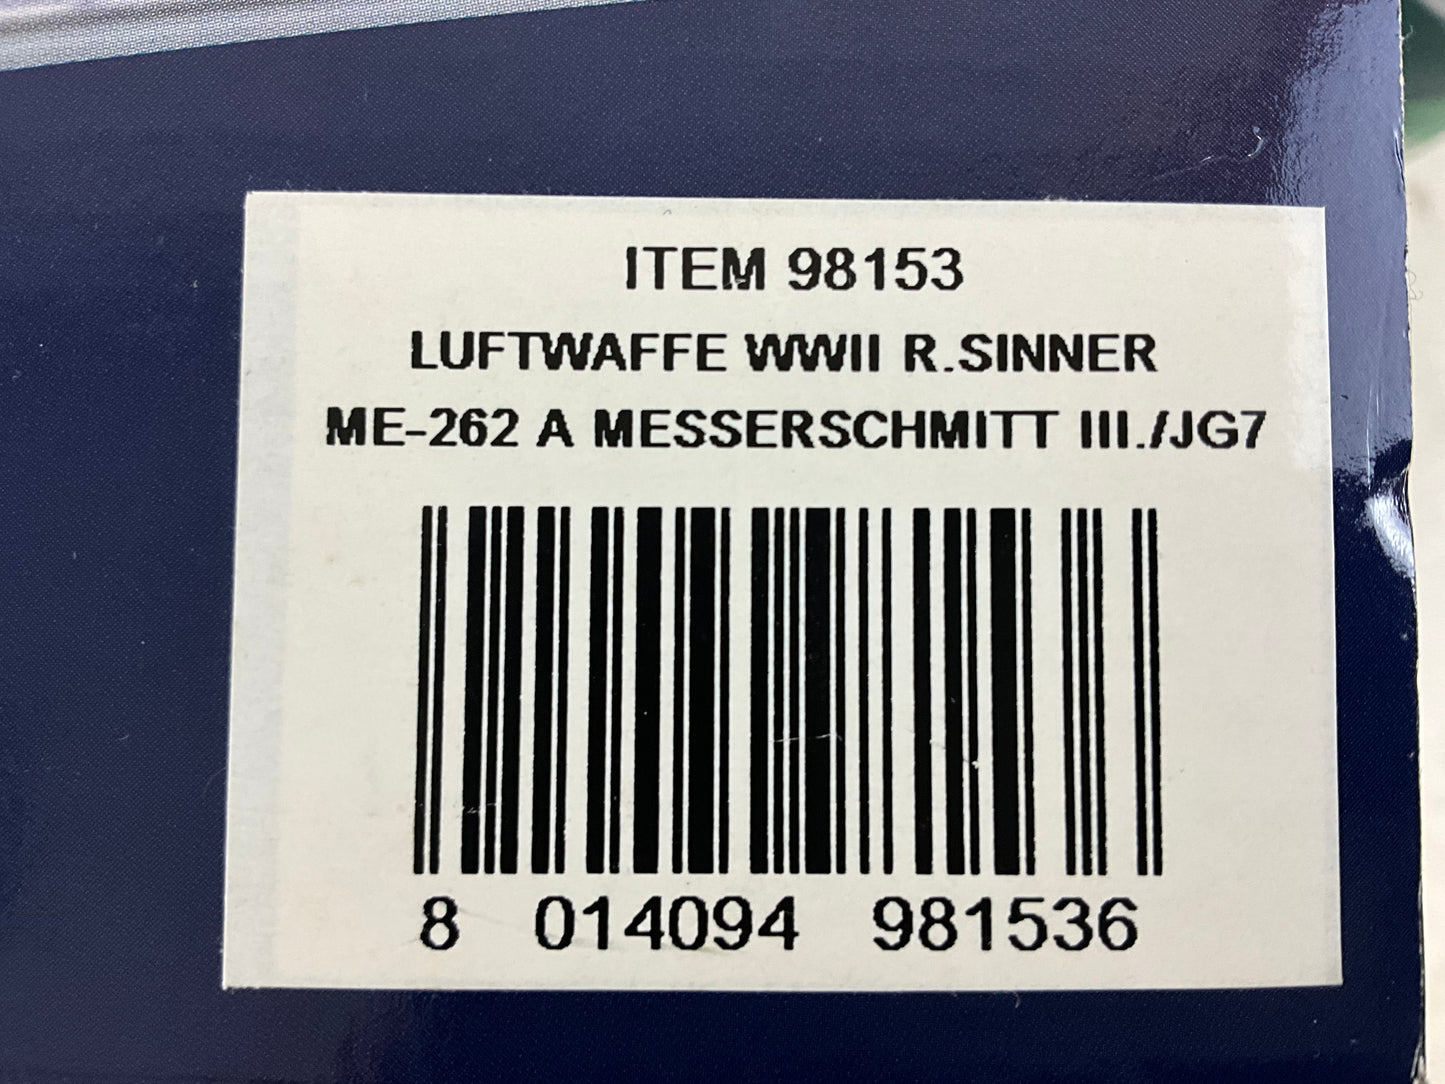 ITEM 98153
LUFTWAFFE WWII R.SINNER
ME-262 A MESSERSCHMITT III./JG7
8 014094 981536